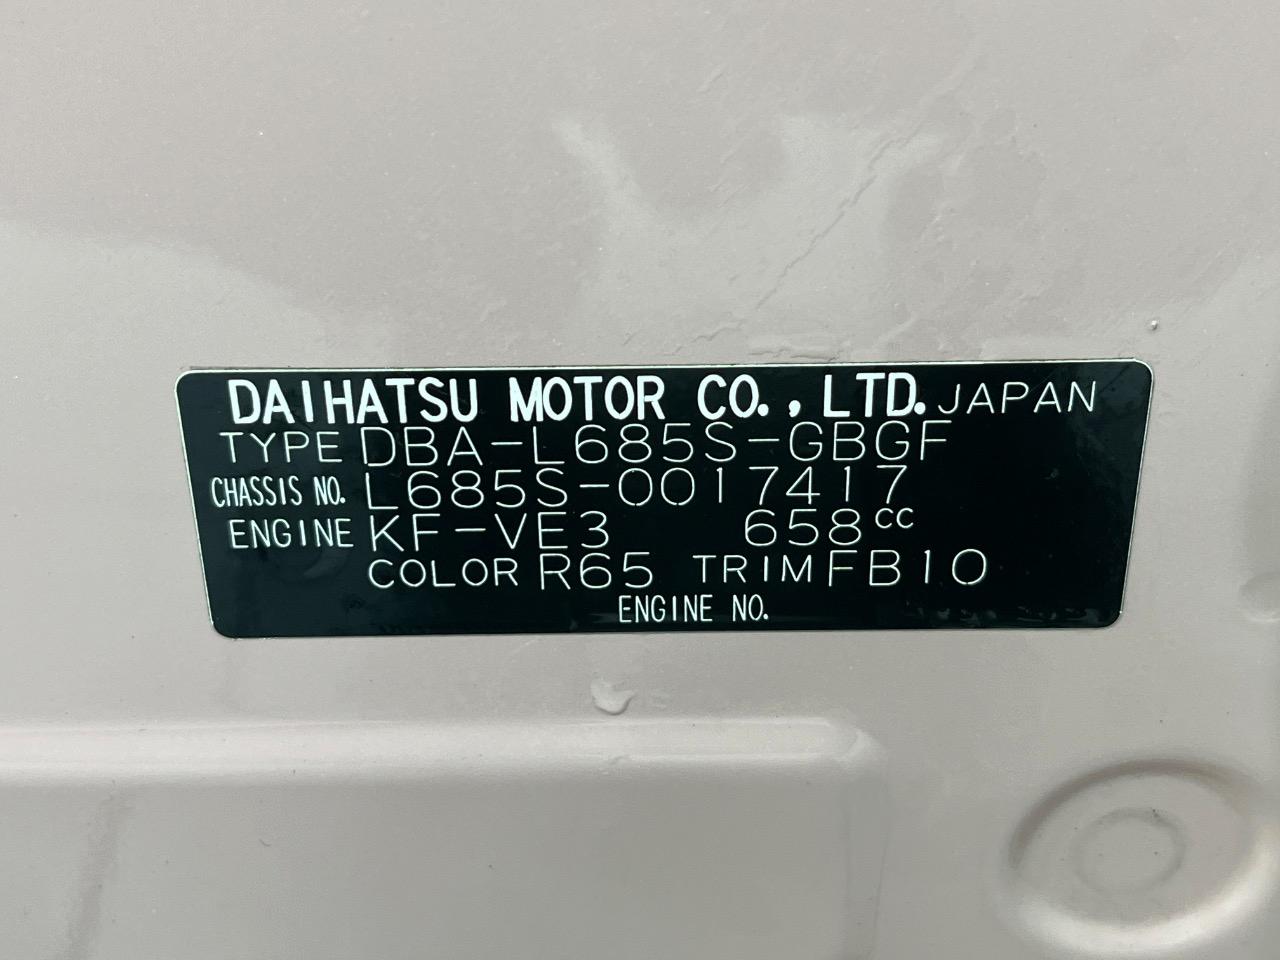 DAIHATSU MOTOR CO., LTD. JAPAN
TYPE DBA-L685S-GBGF
CHASSIS NO. L685S-0017417
ENGINE KF-VE3 658cc
COLOR R65 TRIM FB10
ENGINE NO.